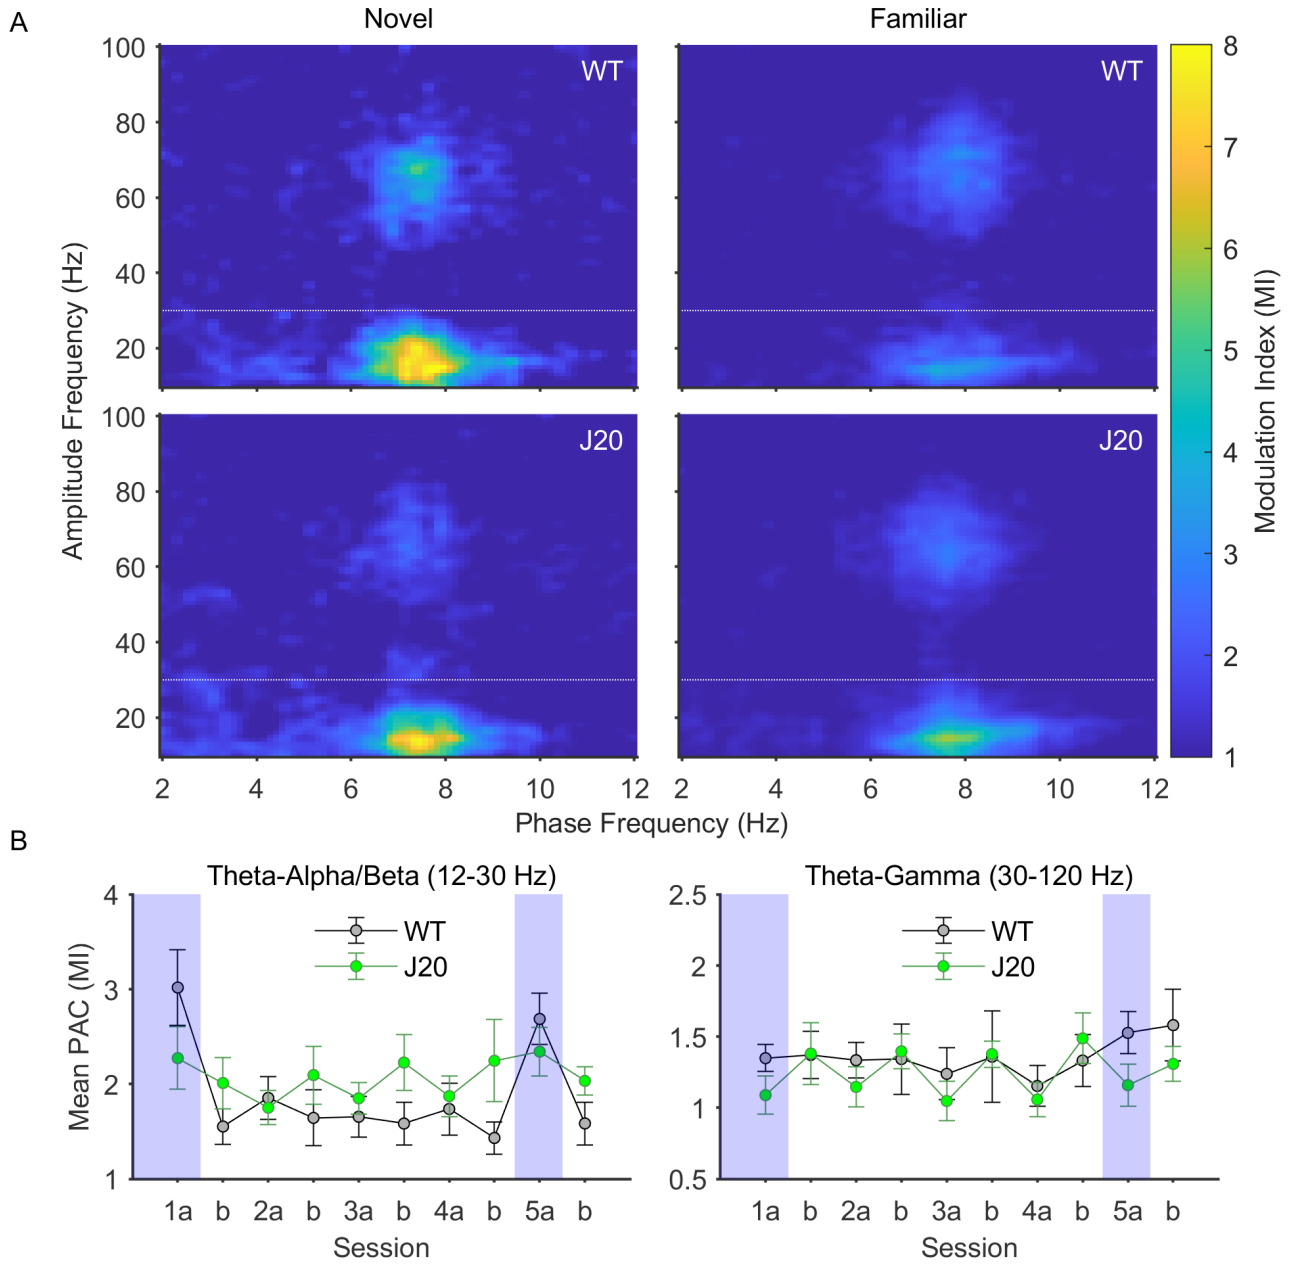 A
Novel
Familiar
WT
WT
100
80
60
40
20
8
7
6
5
4
3
2
1
Modulation Index (MI)
Amplitude Frequency (Hz)
J20
J20
100
80
60
40
20
2 4 6 8 10 12
2 4 6 8 10 12
Phase Frequency (Hz)
B
Theta-Alpha/Beta (12-30 Hz)
WT
J20
4
3
2
1
Mean PAC (MI)
1a b 2a b 3a b 4a b 5a b
Session
Theta-Gamma (30-120 Hz)
WT
J20
2.5
2
1.5
1
0.5
1a b 2a b 3a b 4a b 5a b
Session